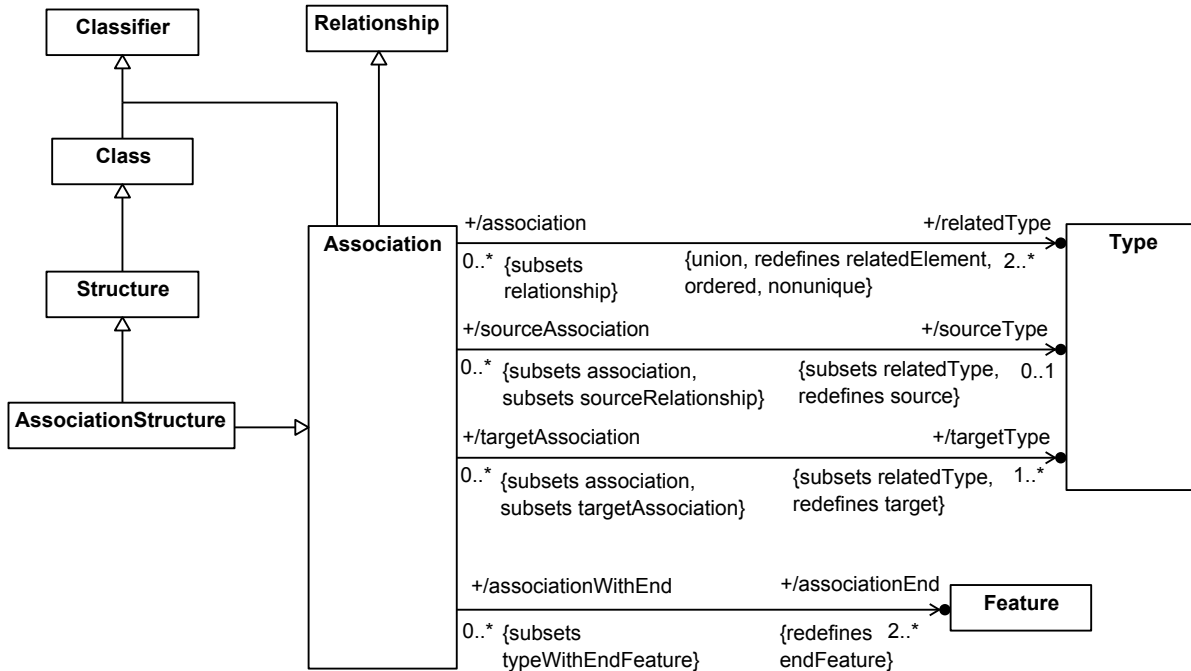 Classifier
Relationship
Class
Structure
AssociationStructure
Association
Type
+/association
+/relatedType
0..*
{subsets
relationship}
{union, redefines relatedElement,
ordered, nonunique}
2..*
+/sourceAssociation
+/sourceType
0..*
{subsets association,
subsets sourceRelationship}
{subsets relatedType,
redefines source}
0..1
+/targetAssociation
+/targetType
0..*
{subsets association,
subsets targetAssociation}
{subsets relatedType,
redefines target}
1..*
+/associationWithEnd
+/associationEnd
0..*
{subsets
typeWithEndFeature}
{redefines
endFeature}
2..*
Feature